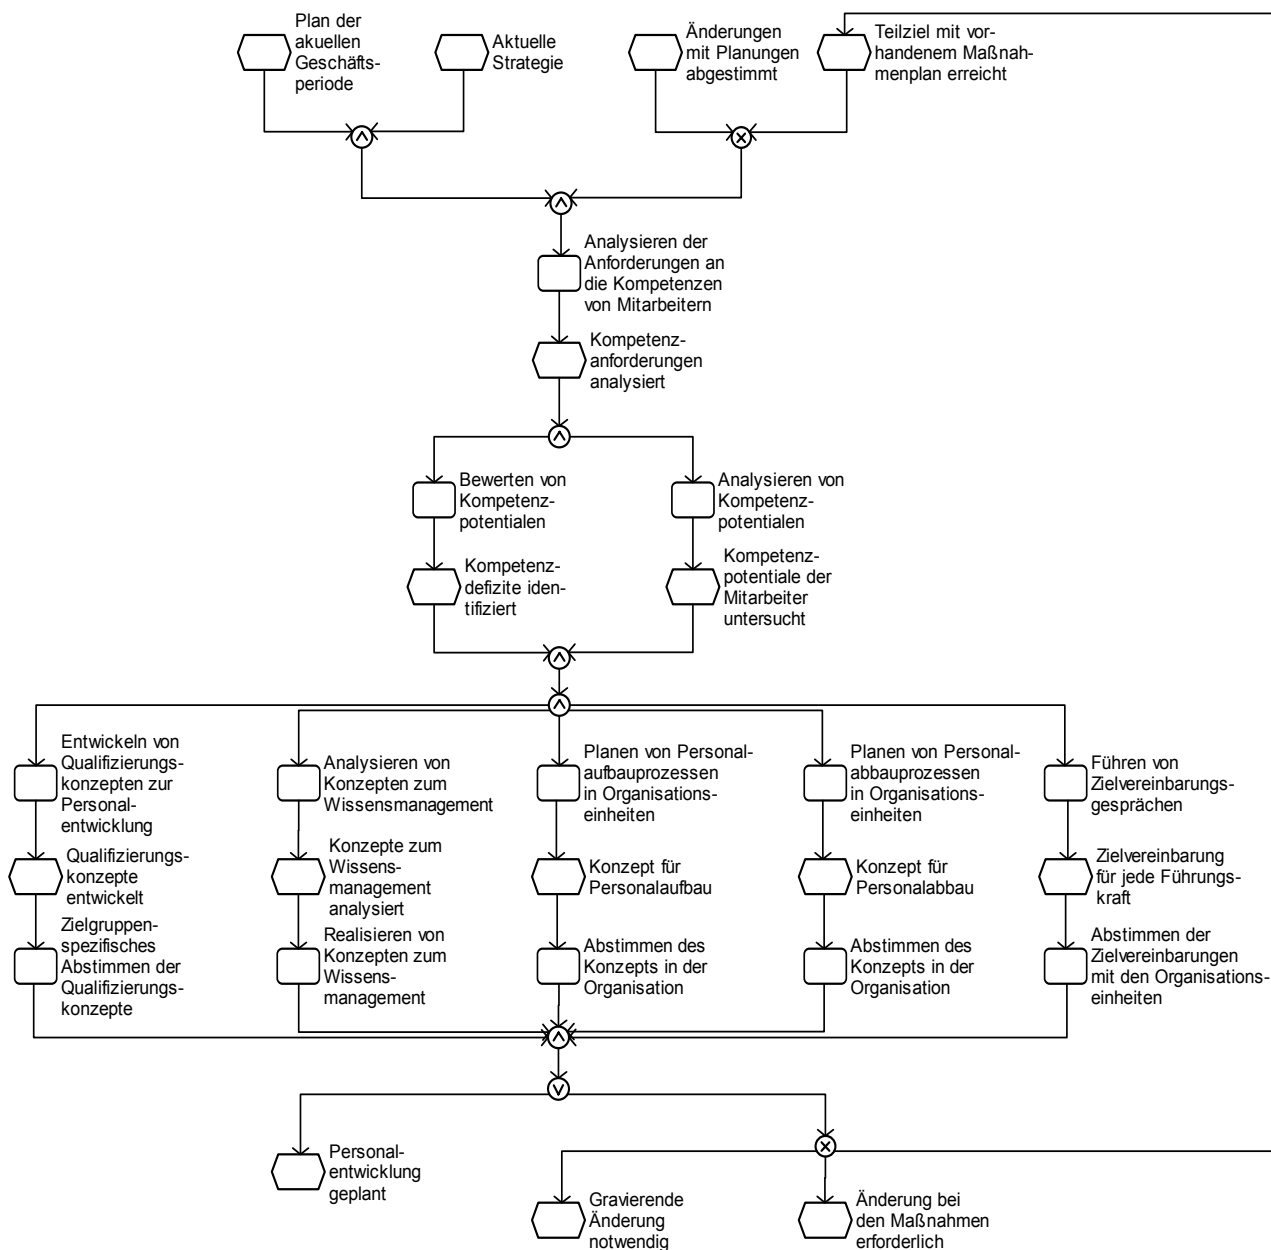 Plan der
akuellen
Geschäfts-
periode
Aktuelle
Strategie
Änderungen
mit Planungen
abgestimmt
Teilziel mit vor-
handenem Maßnah-
menplan erreicht
Analysieren der
Anforderungen an
die Kompetenzen
von Mitarbeitern
Kompetenz-
anforderungen
analysiert
Bewerten von
Kompetenz-
potentialen
Analysieren von
Kompetenz-
potentialen
Kompetenz-
defizite iden-
tifiziert
Kompetenz-
potentiale der
Mitarbeiter
untersucht
Entwickeln von
Qualifizierungs-
konzepten zur
Personal-
entwicklung
Analysieren von
Konzepten zum
Wissensmanagement
Planen von Personal-
aufbauprozessen
in Organisations-
einheiten
Planen von Personal-
abbauprozessen
in Organisations-
einheiten
Führen von
Zielvereinbarungs-
gesprächen
Qualifizierungs-
konzepte
entwickelt
Konzepte zum
Wissens-
management
analysiert
Konzept für
Personalaufbau
Konzept für
Personalabbau
Zielvereinbarung
für jede Führungs-
kraft
Zielgruppen-
spezifisches
Abstimmen der
Qualifizierungs-
konzepte
Realisieren von
Konzepten zum
Wissens-
management
Abstimmen des
Konzepts in der
Organisation
Abstimmen des
Konzepts in der
Organisation
Abstimmen der
Zielvereinbarungen
mit den Organisations-
einheiten
Personal-
entwicklung
geplant
Gravierende
Änderung
notwendig
Änderung bei
den Maßnahmen
erforderlich